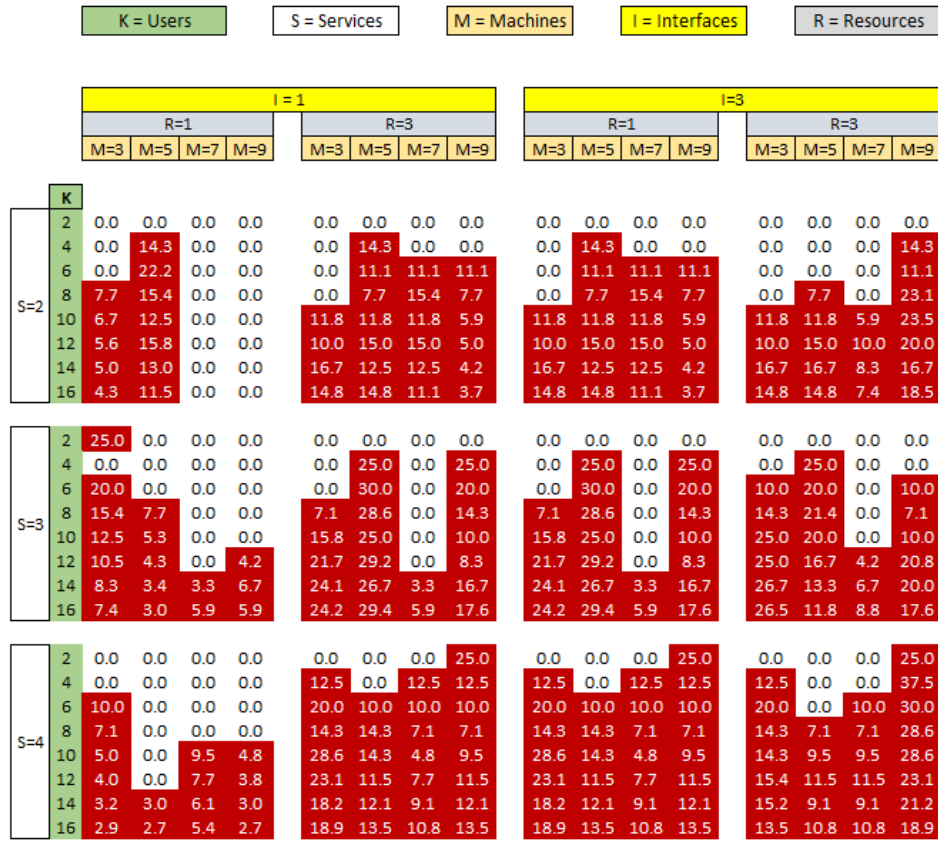 K = Users S = Services M = Machines I = Interfaces R = Resources
I = 1 I=3
R=1 R=3 R=1 R=3
M=3 M=5 M=7 M=9 M=3 M=5 M=7 M=9 M=3 M=5 M=7 M=9 M=3 M=5 M=7 M=9
K
2 0.0 0.0 0.0 0.0 0.0 0.0 0.0 0.0 0.0 0.0 0.0 0.0 0.0 0.0 0.0 0.0
4 0.0 14.3 0.0 0.0 0.0 14.3 0.0 0.0 0.0 14.3 0.0 0.0 0.0 0.0 0.0 14.3
6 0.0 22.2 0.0 0.0 0.0 11.1 11.1 11.1 0.0 11.1 11.1 11.1 0.0 0.0 0.0 11.1
S=2 8 7.7 15.4 0.0 0.0 0.0 7.7 15.4 7.7 0.0 7.7 15.4 7.7 0.0 7.7 0.0 23.1
10 6.7 12.5 0.0 0.0 11.8 11.8 11.8 5.9 11.8 11.8 11.8 5.9 11.8 11.8 5.9 23.5
12 5.6 15.8 0.0 0.0 10.0 15.0 15.0 5.0 10.0 15.0 15.0 5.0 10.0 15.0 10.0 20.0
14 5.0 13.0 0.0 0.0 16.7 12.5 12.5 4.2 16.7 12.5 12.5 4.2 16.7 16.7 8.3 16.7
16 4.3 11.5 0.0 0.0 14.8 14.8 11.1 3.7 14.8 14.8 11.1 3.7 14.8 14.8 7.4 18.5
2 25.0 0.0 0.0 0.0 0.0 0.0 0.0 0.0 0.0 0.0 0.0 0.0 0.0 0.0 0.0 0.0
4 0.0 0.0 0.0 0.0 0.0 25.0 0.0 25.0 0.0 25.0 0.0 25.0 0.0 25.0 0.0 0.0
6 20.0 0.0 0.0 0.0 0.0 30.0 0.0 20.0 0.0 30.0 0.0 20.0 10.0 20.0 0.0 10.0
S=3 8 15.4 7.7 0.0 0.0 7.1 28.6 0.0 14.3 7.1 28.6 0.0 14.3 14.3 21.4 0.0 7.1
10 12.5 5.3 0.0 0.0 15.8 25.0 0.0 10.0 15.8 25.0 0.0 10.0 25.0 20.0 0.0 10.0
12 10.5 4.3 0.0 4.2 21.7 29.2 0.0 8.3 21.7 29.2 0.0 8.3 25.0 16.7 4.2 20.8
14 8.3 3.4 3.3 6.7 24.1 26.7 3.3 16.7 24.1 26.7 3.3 16.7 26.7 13.3 6.7 20.0
16 7.4 3.0 5.9 5.9 24.2 29.4 5.9 17.6 24.2 29.4 5.9 17.6 26.5 11.8 8.8 17.6
2 0.0 0.0 0.0 0.0 0.0 0.0 0.0 25.0 0.0 0.0 0.0 25.0 0.0 0.0 0.0 25.0
4 0.0 0.0 0.0 0.0 12.5 0.0 12.5 12.5 12.5 0.0 12.5 12.5 12.5 0.0 0.0 37.5
6 10.0 0.0 0.0 0.0 20.0 10.0 10.0 10.0 20.0 10.0 10.0 10.0 20.0 0.0 10.0 30.0
S=4 8 7.1 0.0 0.0 0.0 14.3 14.3 7.1 7.1 14.3 14.3 7.1 7.1 14.3 7.1 7.1 28.6
10 5.0 0.0 9.5 4.8 28.6 14.3 4.8 9.5 28.6 14.3 4.8 9.5 14.3 9.5 9.5 28.6
12 4.0 0.0 7.7 3.8 23.1 11.5 7.7 11.5 23.1 11.5 7.7 11.5 15.4 11.5 11.5 23.1
14 3.2 3.0 6.1 3.0 18.2 12.1 9.1 12.1 18.2 12.1 9.1 12.1 15.2 9.1 9.1 21.2
16 2.9 2.7 5.4 2.7 18.9 13.5 10.8 13.5 18.9 13.5 10.8 13.5 13.5 10.8 10.8 18.9